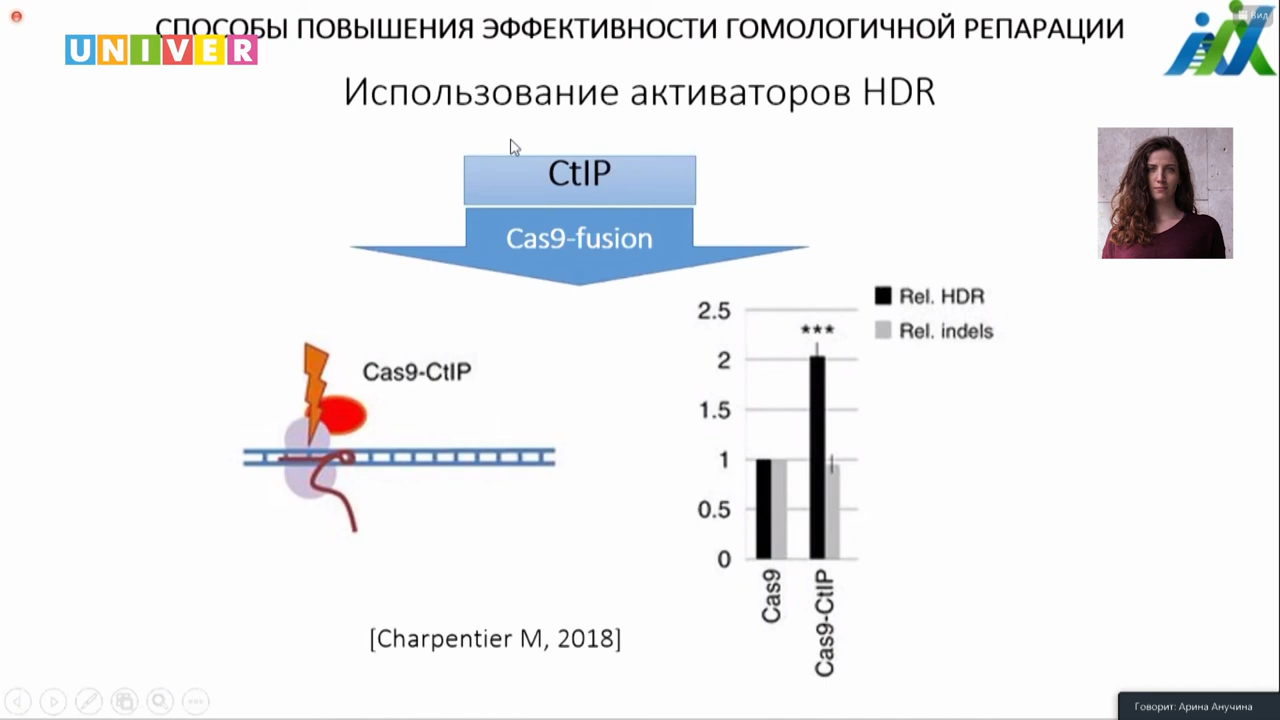 СПОСОБЫ ПОВЫШЕНИЯ ЭФФЕКТИВНОСТИ ГОМОЛОГИЧНОЙ РЕПАРАЦИИ
UNIVER
Вид
Использование активаторов HDR
CtIP
Cas9-fusion
Cas9-CtIP
Rel. HDR
Rel. indels
2.5
***
2
1.5
1
0.5
0
Cas9
Cas9-CtIP
[Charpentier M, 2018]
Говорит: Арина Анучина